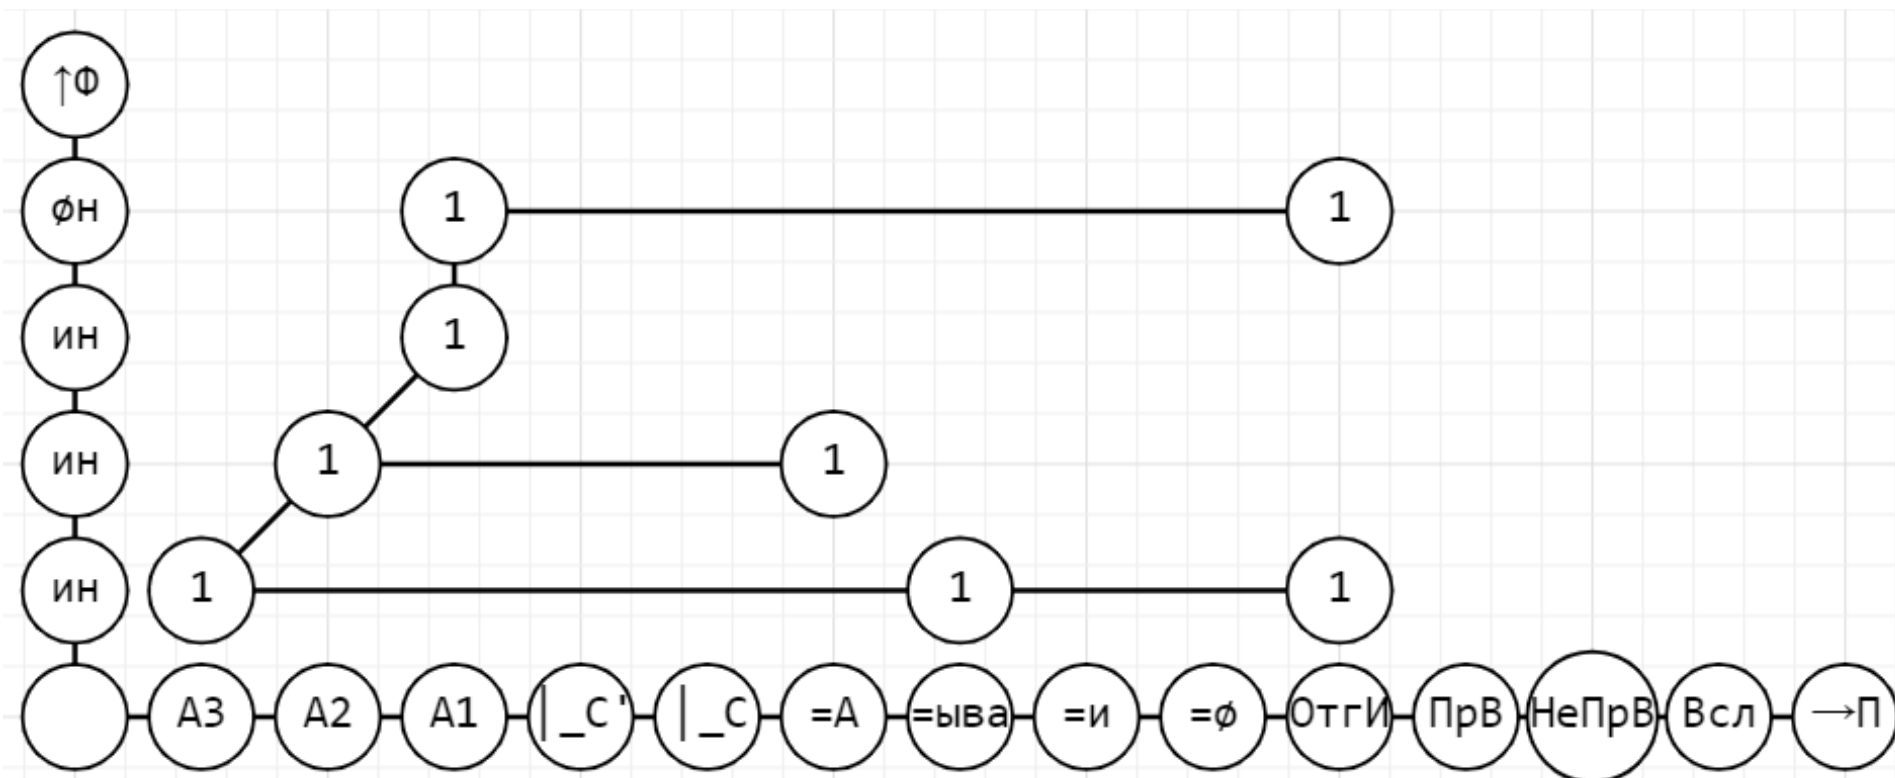 ↑Ф
øн 1 1
ин 1
ин 1 1
ин 1 1 1
А3 А2 А1 |_С' |_С =А =ыва =и =ø ОтгИ ПрВ НеПрВ Всл →П